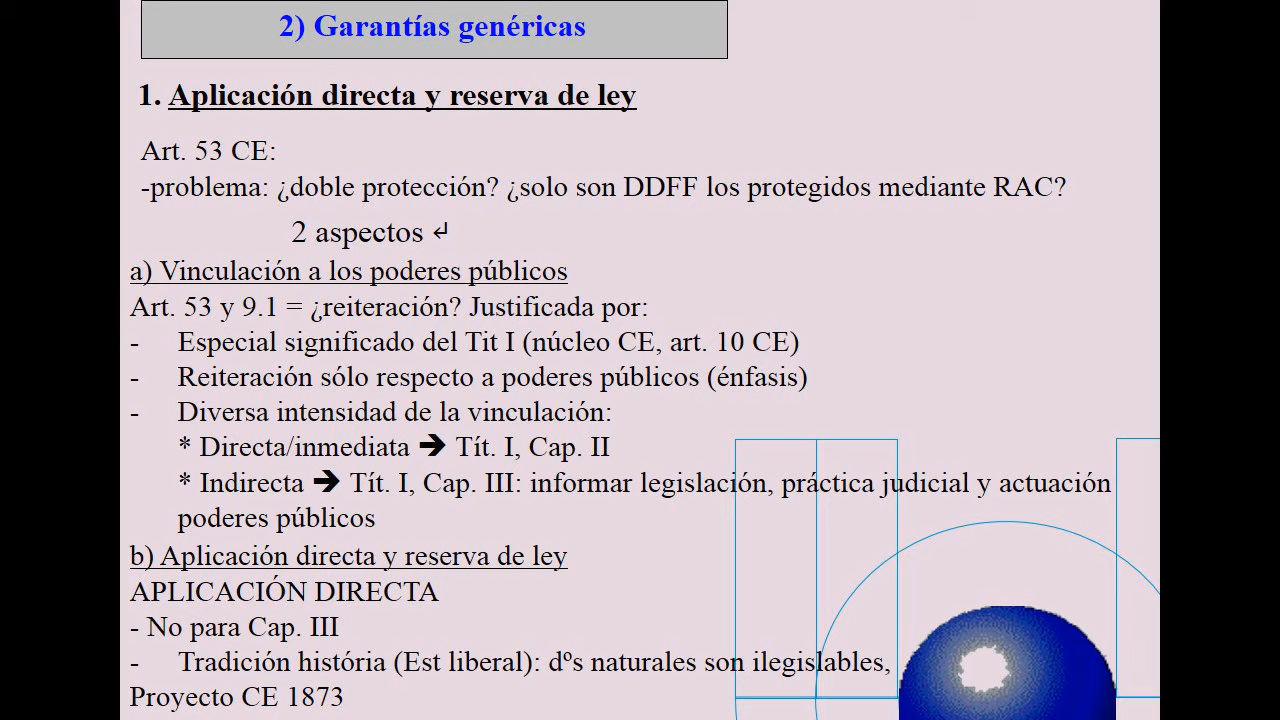 2) Garantías genéricas
1. Aplicación directa y reserva de ley
Art. 53 CE:
-problema: ¿doble protección? ¿solo son DDFF los protegidos mediante RAC?
2 aspectos ↲
a) Vinculación a los poderes públicos
Art. 53 y 9.1 = ¿reiteración? Justificada por:
- Especial significado del Tit I (núcleo CE, art. 10 CE)
- Reiteración sólo respecto a poderes públicos (énfasis)
- Diversa intensidad de la vinculación:
* Directa/inmediata ➔ Tít. I, Cap. II
* Indirecta ➔ Tít. I, Cap. III: informar legislación, práctica judicial y actuación
poderes públicos
b) Aplicación directa y reserva de ley
APLICACIÓN DIRECTA
- No para Cap. III
- Tradición história (Est liberal): dºs naturales son ilegislables,
Proyecto CE 1873